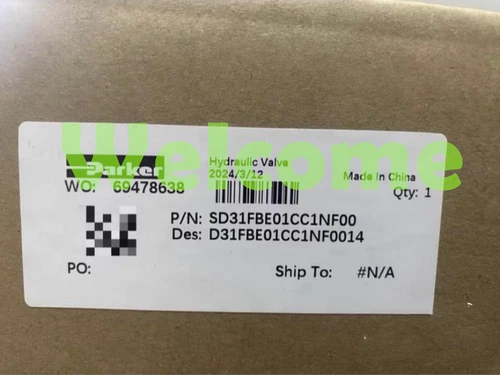 Welcome
Parker
Hydraulic Valve
2024/3/12
Made In China
WO: 69478638
Qty: 1
P/N: SD31FBE01CC1NF00
Des: D31FBE01CC1NF0014
PO:
Ship To: #N/A